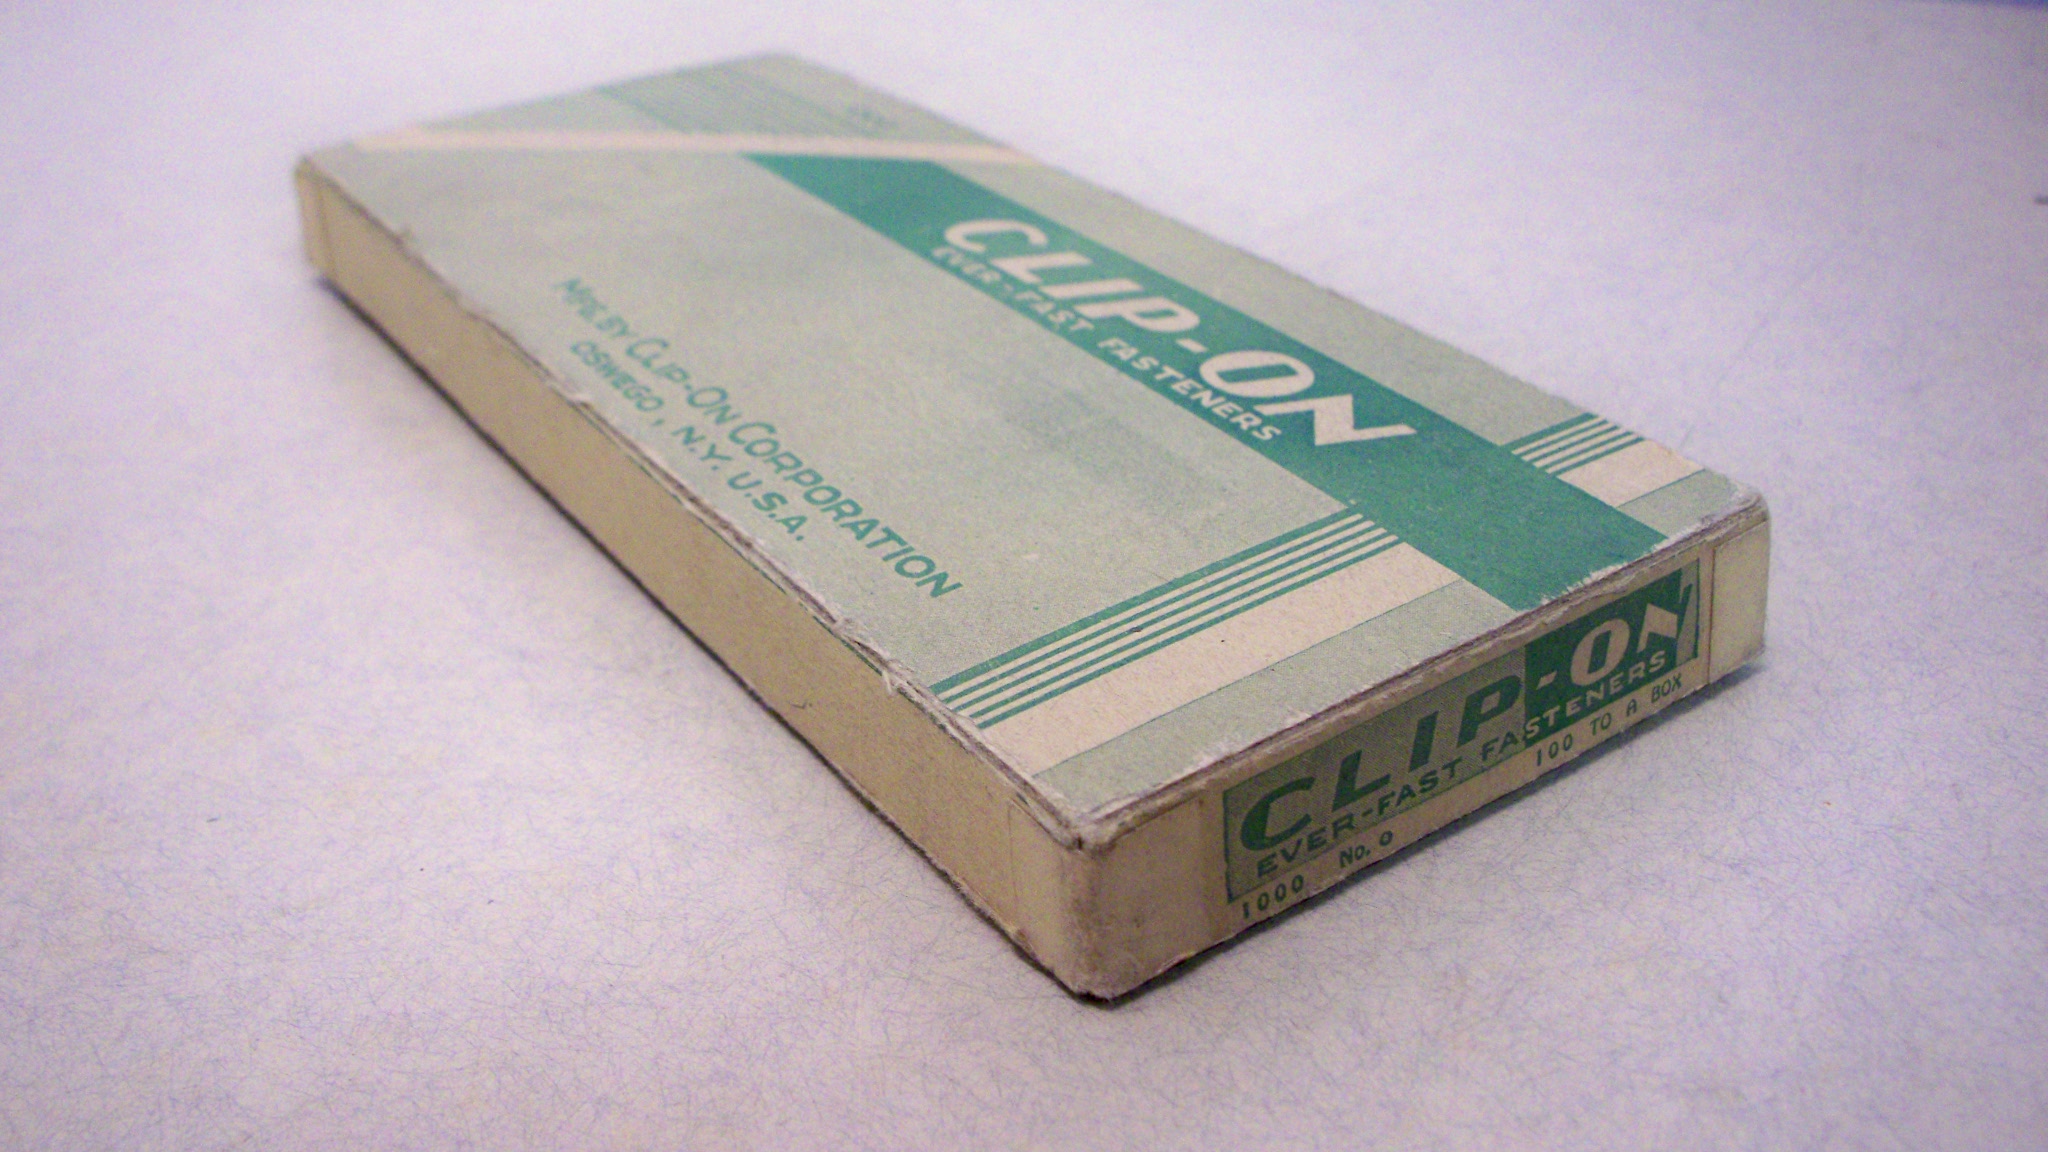 CLIP-ON
EVER-FAST FASTENERS
MFG. BY CLIP-ON CORPORATION
OSWEGO, N.Y. U.S.A.
CLIP-ON
EVER-FAST FASTENERS
1000 No. 0 100 TO A BOX